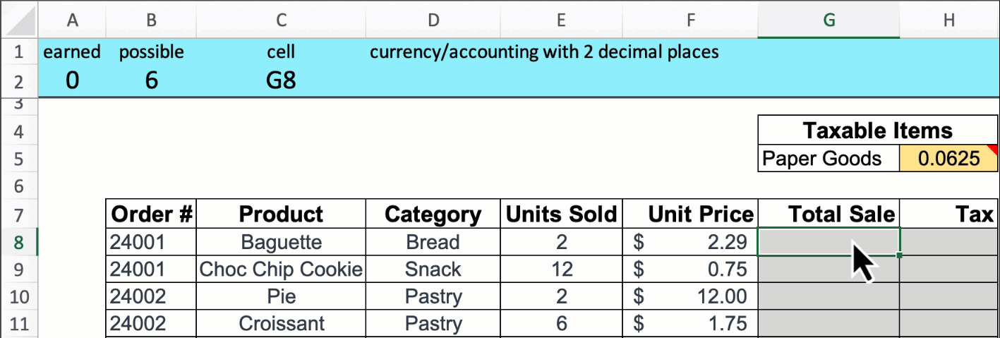 A B C D E F G H
1 earned possible cell currency/accounting with 2 decimal places
2 0 6 G8
3
4 Taxable Items
5 Paper Goods 0.0625
6
7 Order # Product Category Units Sold Unit Price Total Sale Tax
8 24001 Baguette Bread 2 $ 2.29
9 24001 Choc Chip Cookie Snack 12 $ 0.75
10 24002 Pie Pastry 2 $ 12.00
11 24002 Croissant Pastry 6 $ 1.75